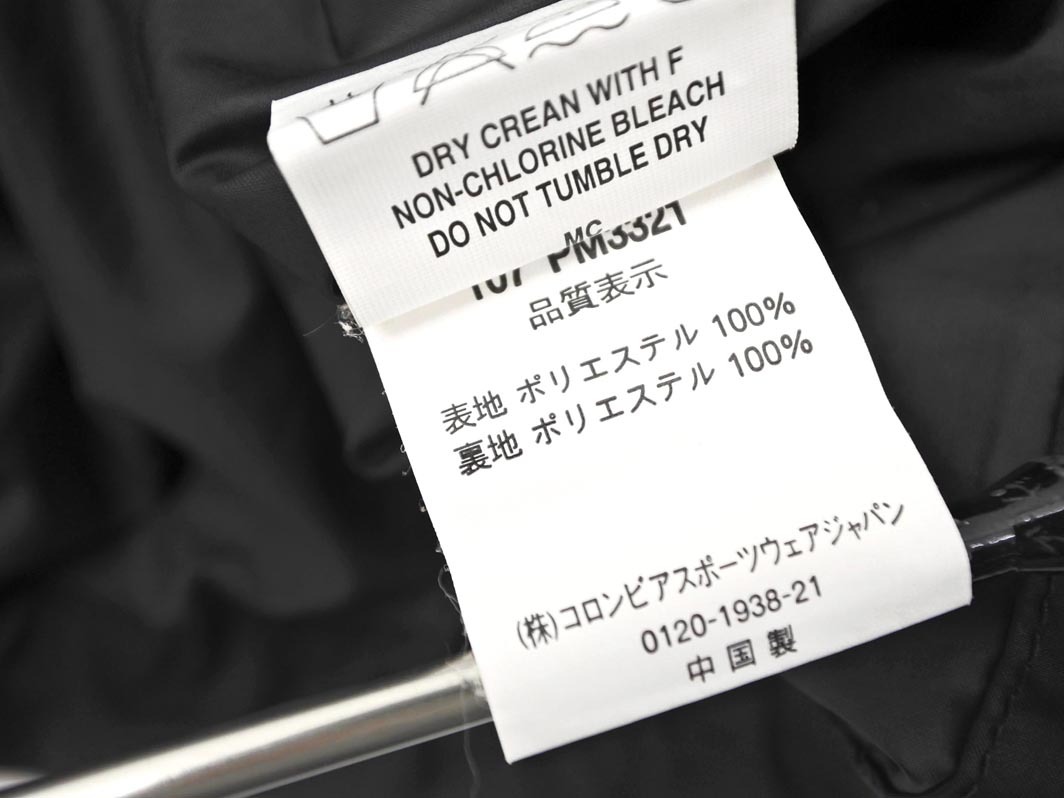 DRY CREAN WITH F
NON-CHLORINE BLEACH
DO NOT TUMBLE DRY
MC
107 PM3321
品質表示
表地 ポリエステル 100%
裏地 ポリエステル 100%
(株)コロンビアスポーツウェアジャパン
0120-1938-21
中国製